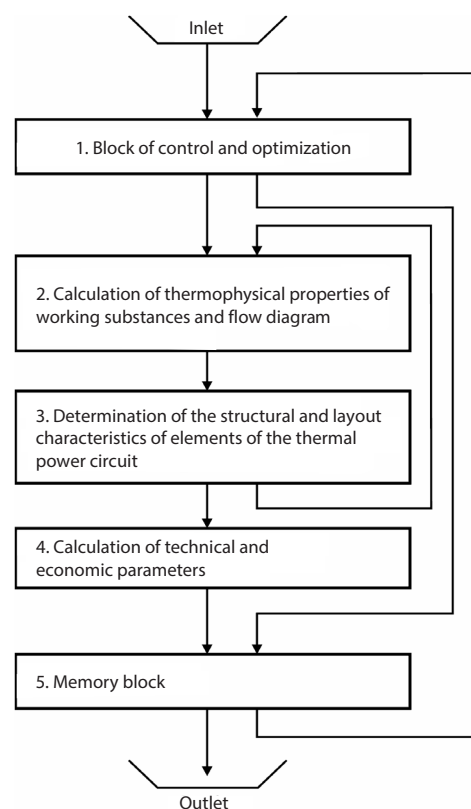 Inlet
1. Block of control and optimization
2. Calculation of thermophysical properties of
working substances and flow diagram
3. Determination of the structural and layout
characteristics of elements of the thermal
power circuit
4. Calculation of technical and
economic parameters
5. Memory block
Outlet